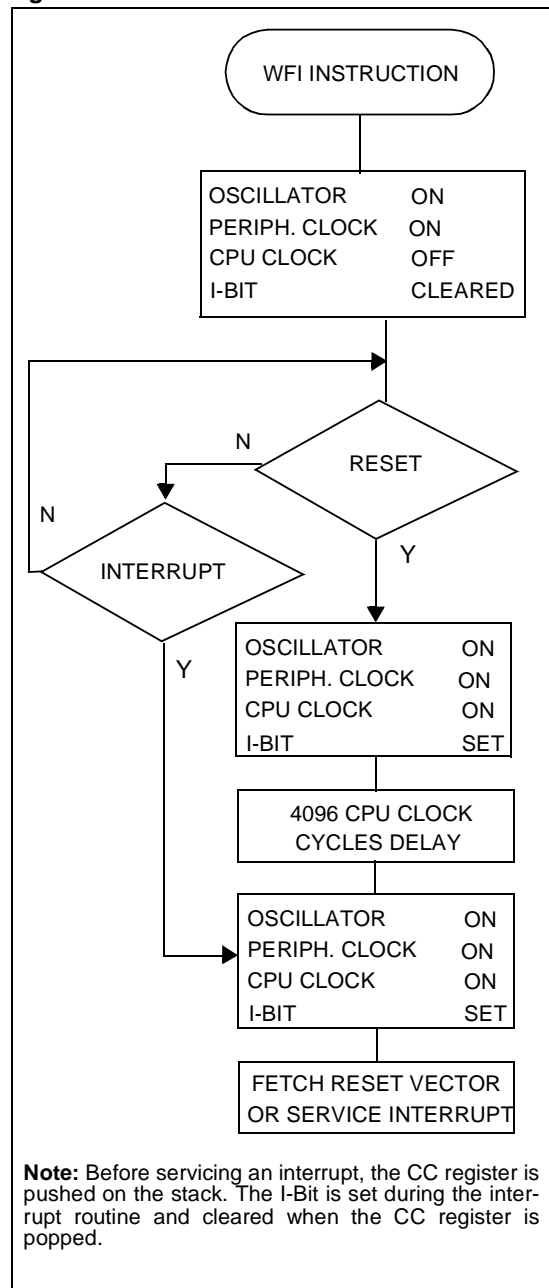 WFI INSTRUCTION
OSCILLATOR ON
PERIPH. CLOCK ON
CPU CLOCK OFF
I-BIT CLEARED
N
RESET
N
INTERRUPT
Y
Y
OSCILLATOR ON
PERIPH. CLOCK ON
CPU CLOCK ON
I-BIT SET
4096 CPU CLOCK
CYCLES DELAY
OSCILLATOR ON
PERIPH. CLOCK ON
CPU CLOCK ON
I-BIT SET
FETCH RESET VECTOR
OR SERVICE INTERRUPT
Note: Before servicing an interrupt, the CC register is
pushed on the stack. The I-Bit is set during the inter-
rupt routine and cleared when the CC register is
popped.